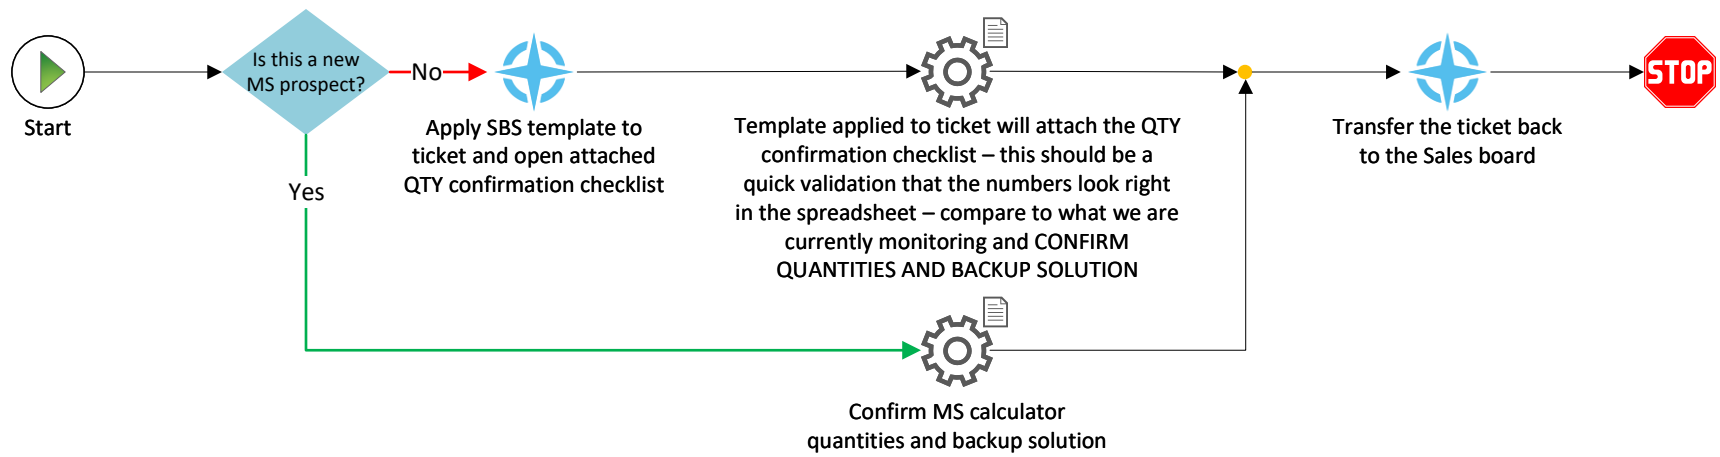 Start
Is this a new
MS prospect?
No
Yes
Apply SBS template to
ticket and open attached
QTY confirmation checklist
Template applied to ticket will attach the QTY
confirmation checklist – this should be a
quick validation that the numbers look right
in the spreadsheet – compare to what we are
currently monitoring and CONFIRM
QUANTITIES AND BACKUP SOLUTION
Confirm MS calculator
quantities and backup solution
Transfer the ticket back
to the Sales board
STOP